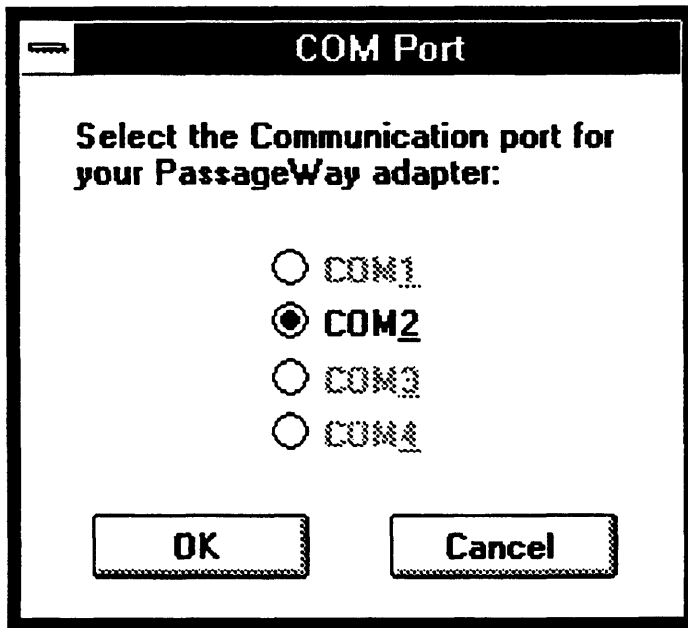 COM Port
Select the Communication port for
your PassageWay adapter:
COM1
COM2
COM3
COM4
OK
Cancel